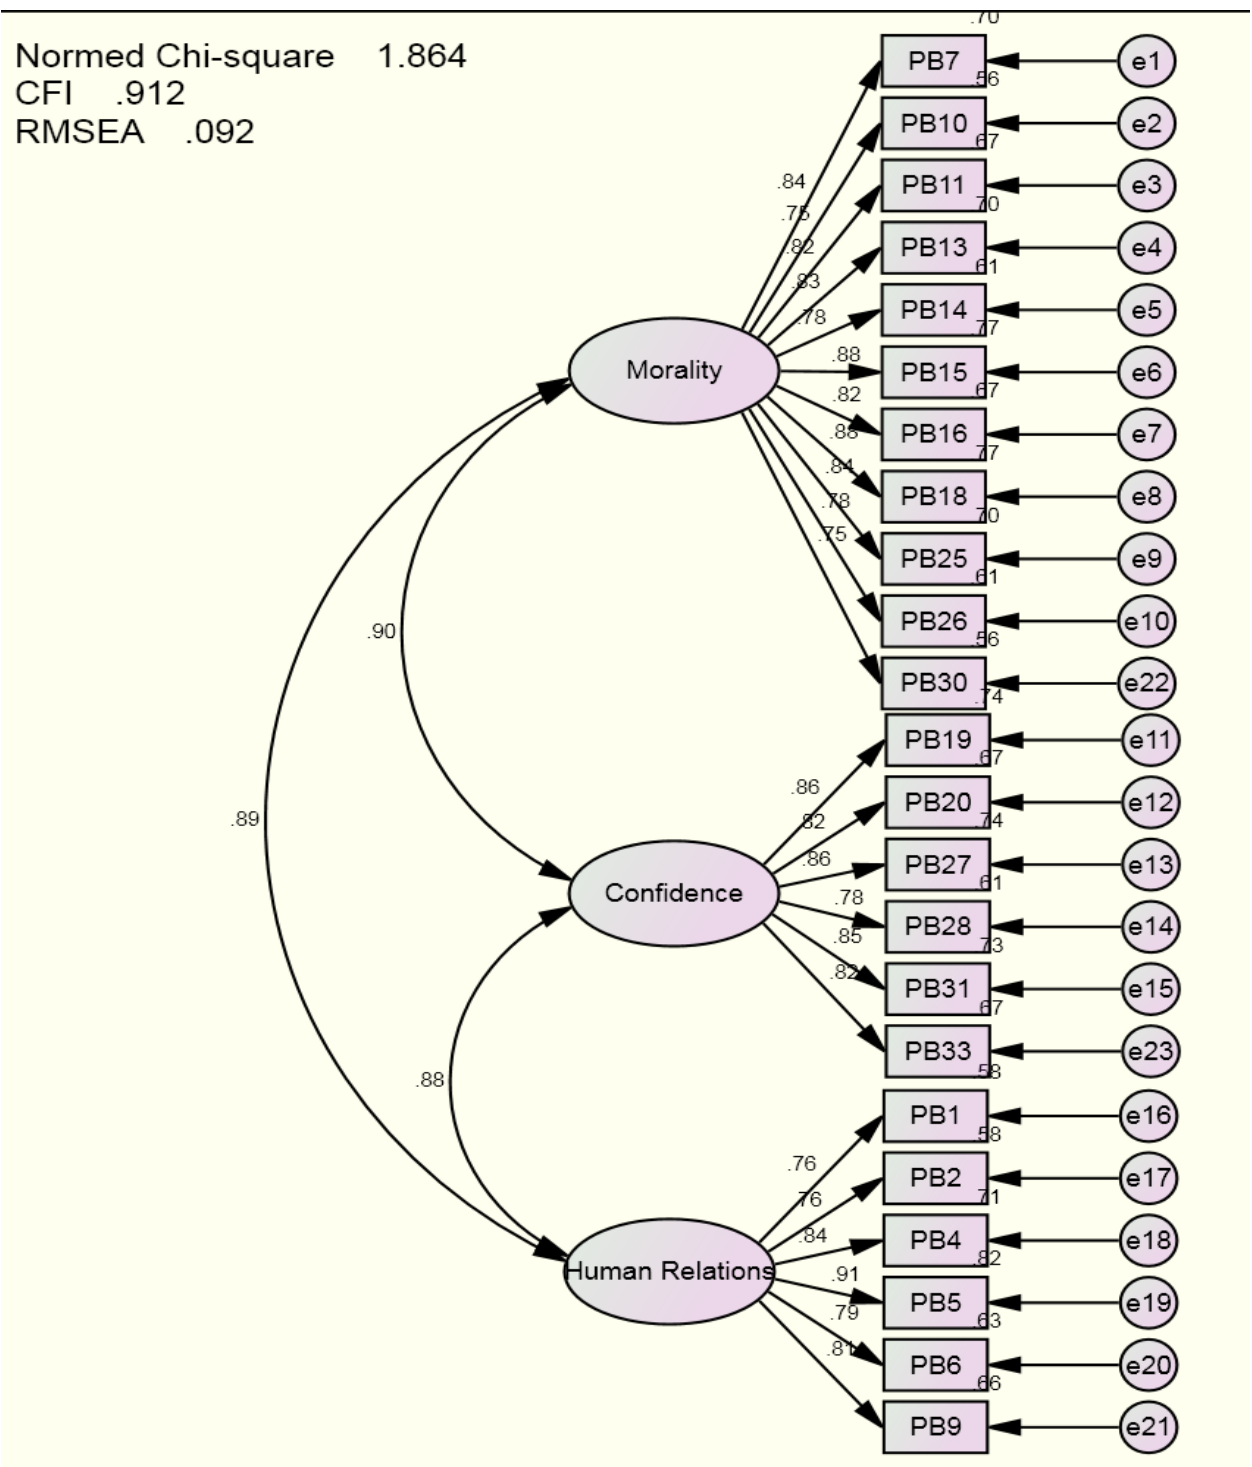 Normed Chi-square 1.864
CFI .912
RMSEA .092
.70
PB7
e1
.84
.56
PB10
e2
.75
.67
PB11
e3
.82
.70
PB13
e4
.83
.61
PB14
e5
.78
.77
PB15
e6
.88
.67
PB16
e7
.82
.77
PB18
e8
.88
.70
PB25
e9
.84
.61
PB26
e10
.78
.56
PB30
e22
.75
Morality
.90
.89
.74
PB19
e11
.86
.67
PB20
e12
.82
.74
PB27
e13
.86
.61
PB28
e14
.78
.73
PB31
e15
.85
.67
PB33
e23
.82
Confidence
.88
.58
PB1
e16
.76
.58
PB2
e17
.76
.71
PB4
e18
.84
.82
PB5
e19
.91
.63
PB6
e20
.79
.66
PB9
e21
.81
Human Relations